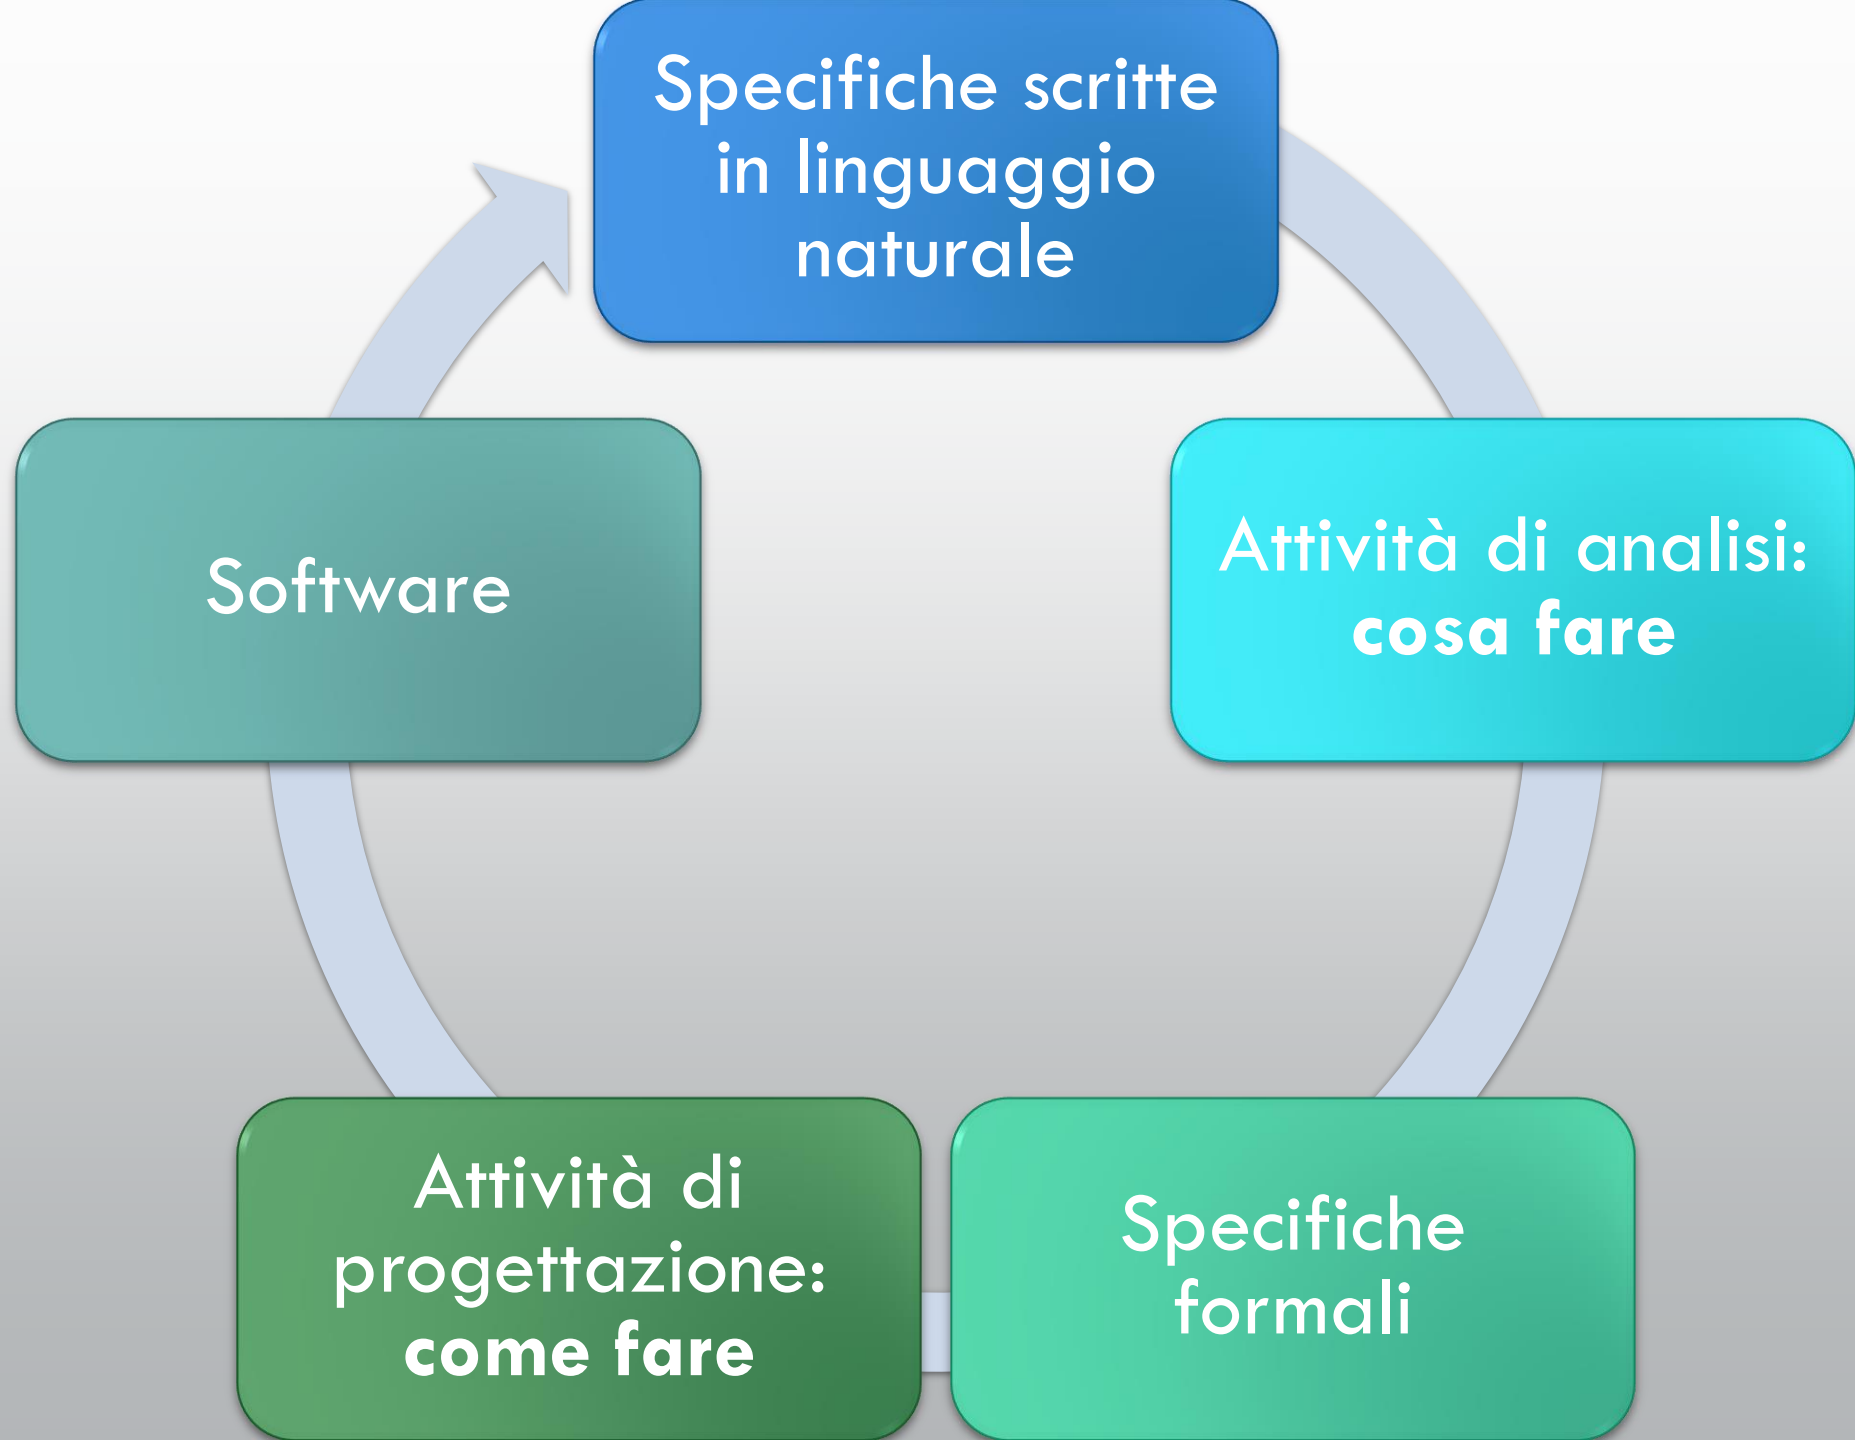 Specifiche scritte
in linguaggio
naturale
Attività di analisi:
cosa fare
Specifiche
formali
Attività di
progettazione:
come fare
Software